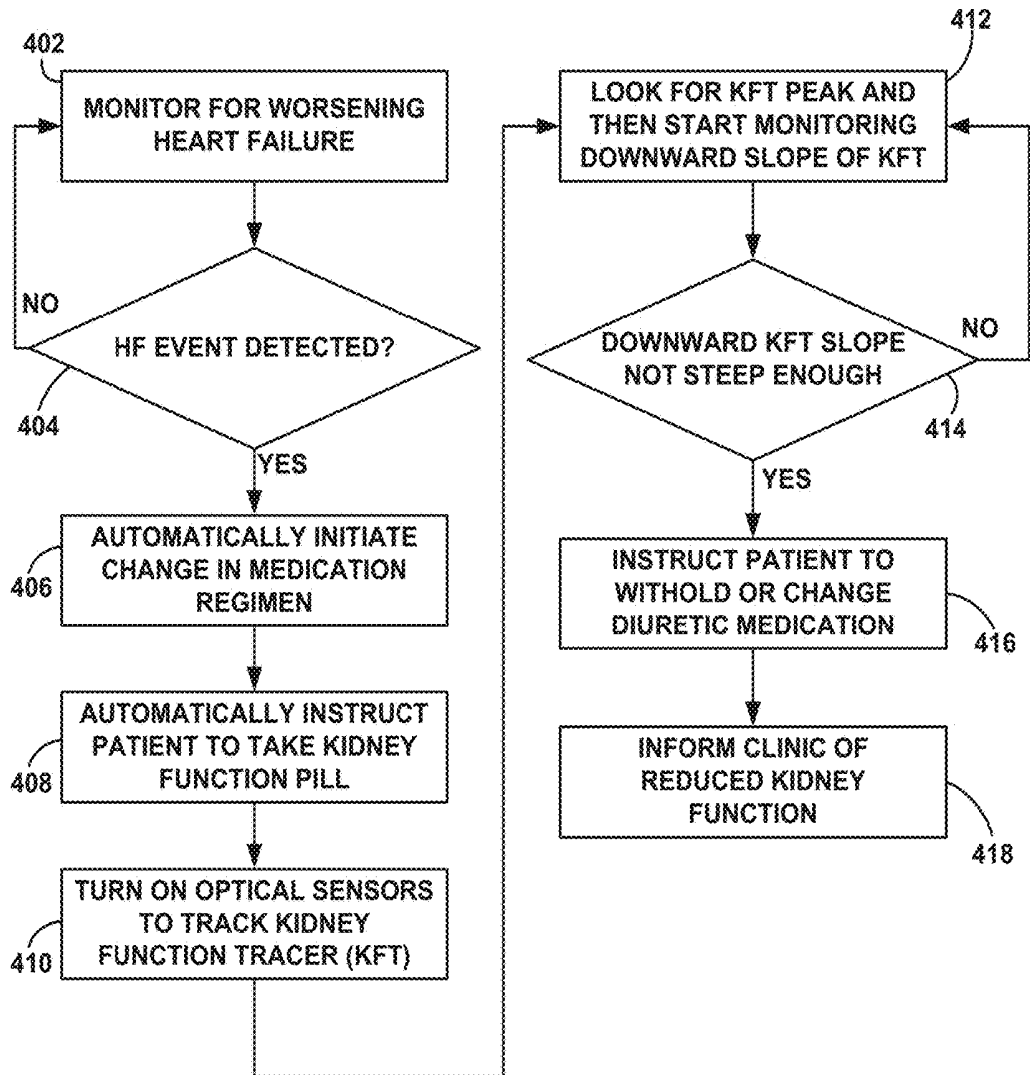 402
MONITOR FOR WORSENING
HEART FAILURE
NO
HF EVENT DETECTED?
404
YES
AUTOMATICALLY INITIATE
CHANGE IN MEDICATION
REGIMEN
406
AUTOMATICALLY INSTRUCT
PATIENT TO TAKE KIDNEY
FUNCTION PILL
408
TURN ON OPTICAL SENSORS
TO TRACK KIDNEY
FUNCTION TRACER (KFT)
410
412
LOOK FOR KFT PEAK AND
THEN START MONITORING
DOWNWARD SLOPE OF KFT
NO
DOWNWARD KFT SLOPE
NOT STEEP ENOUGH
414
YES
INSTRUCT PATIENT TO
WITHOLD OR CHANGE
DIURETIC MEDICATION
416
INFORM CLINIC OF
REDUCED KIDNEY
FUNCTION
418